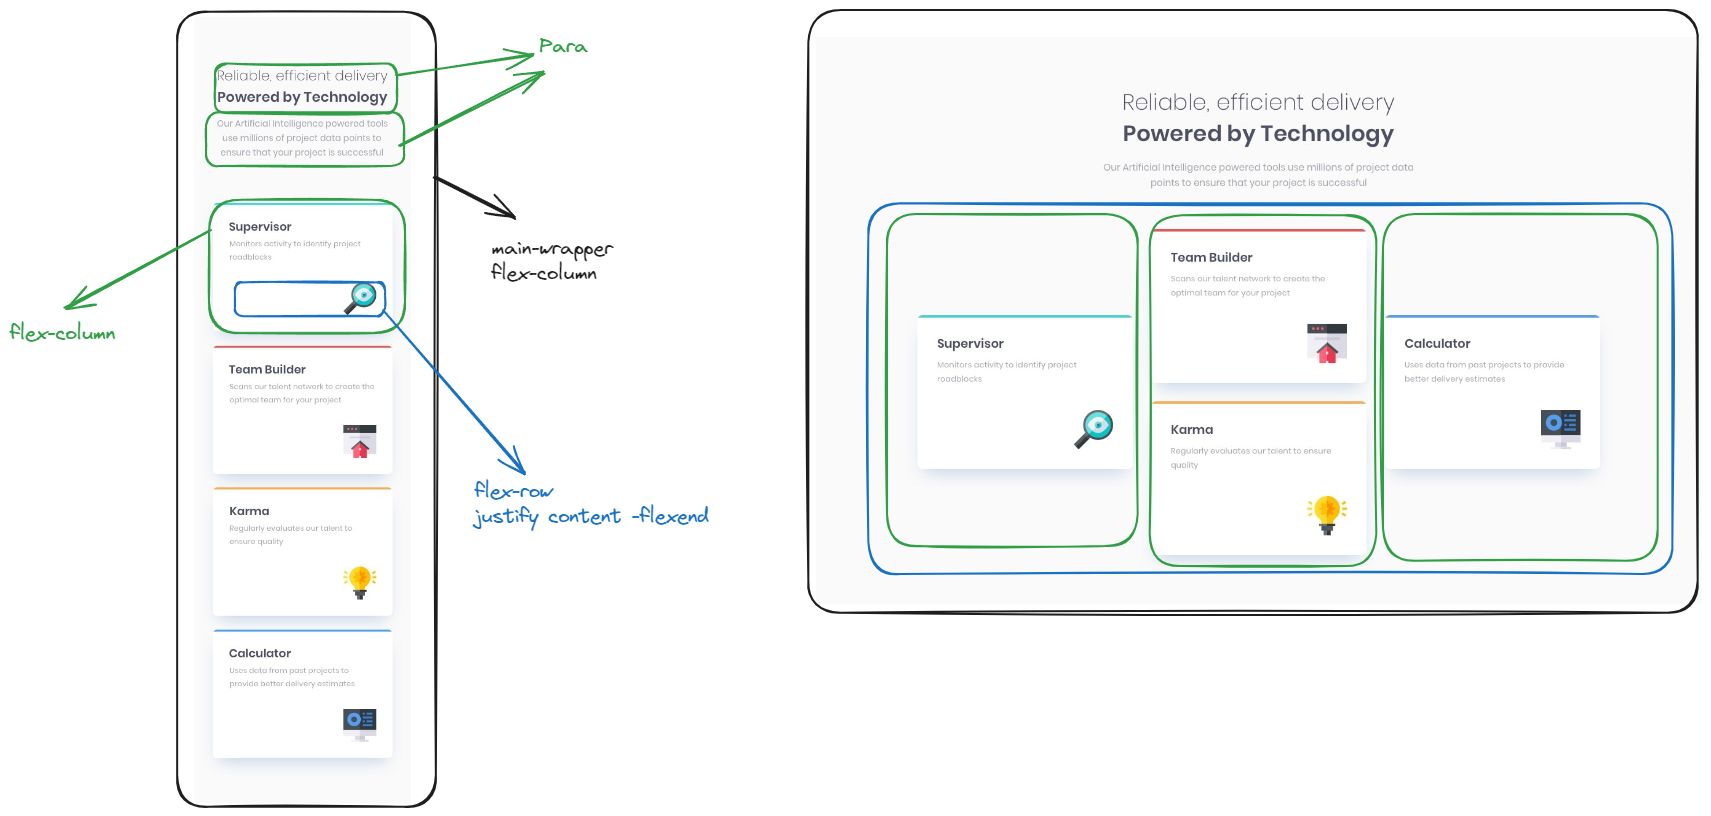 Reliable, efficient delivery
Powered by Technology
Our Artificial Intelligence powered tools
use millions of project data points to
ensure that your project is successful
Para
main-wrapper
flex-column
Supervisor
Monitors activity to identify project
roadblocks
flex-column
Team Builder
Scans our talent network to create the
optimal team for your project
flex-row
justify content -flexend
Karma
Regularly evaluates our talent to
ensure quality
Calculator
Uses data from past projects to
provide better delivery estimates
Reliable, efficient delivery
Powered by Technology
Our Artificial Intelligence powered tools use millions of project data
points to ensure that your project is successful
Supervisor
Monitors activity to identify project
roadblocks
Team Builder
Scans our talent network to create the
optimal team for your project
Karma
Regularly evaluates our talent to ensure
quality
Calculator
Uses data from past projects to provide
better delivery estimates